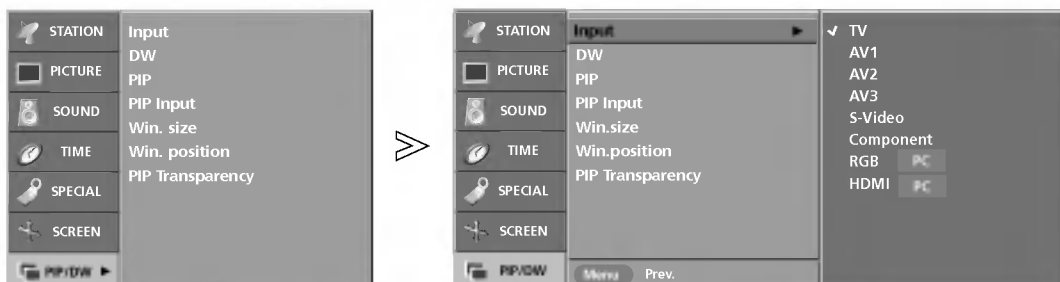 STATION
PICTURE
SOUND
TIME
SPECIAL
SCREEN
PIP/DW
Input
DW
PIP
PIP Input
Win. size
Win. position
PIP Transparency
STATION
PICTURE
SOUND
TIME
SPECIAL
SCREEN
PIP/DW
Input
DW
PIP
PIP Input
Win.size
Win.position
PIP Transparency
Menu Prev.
TV
AV1
AV2
AV3
S-Video
Component
RGB PC
HDMI PC